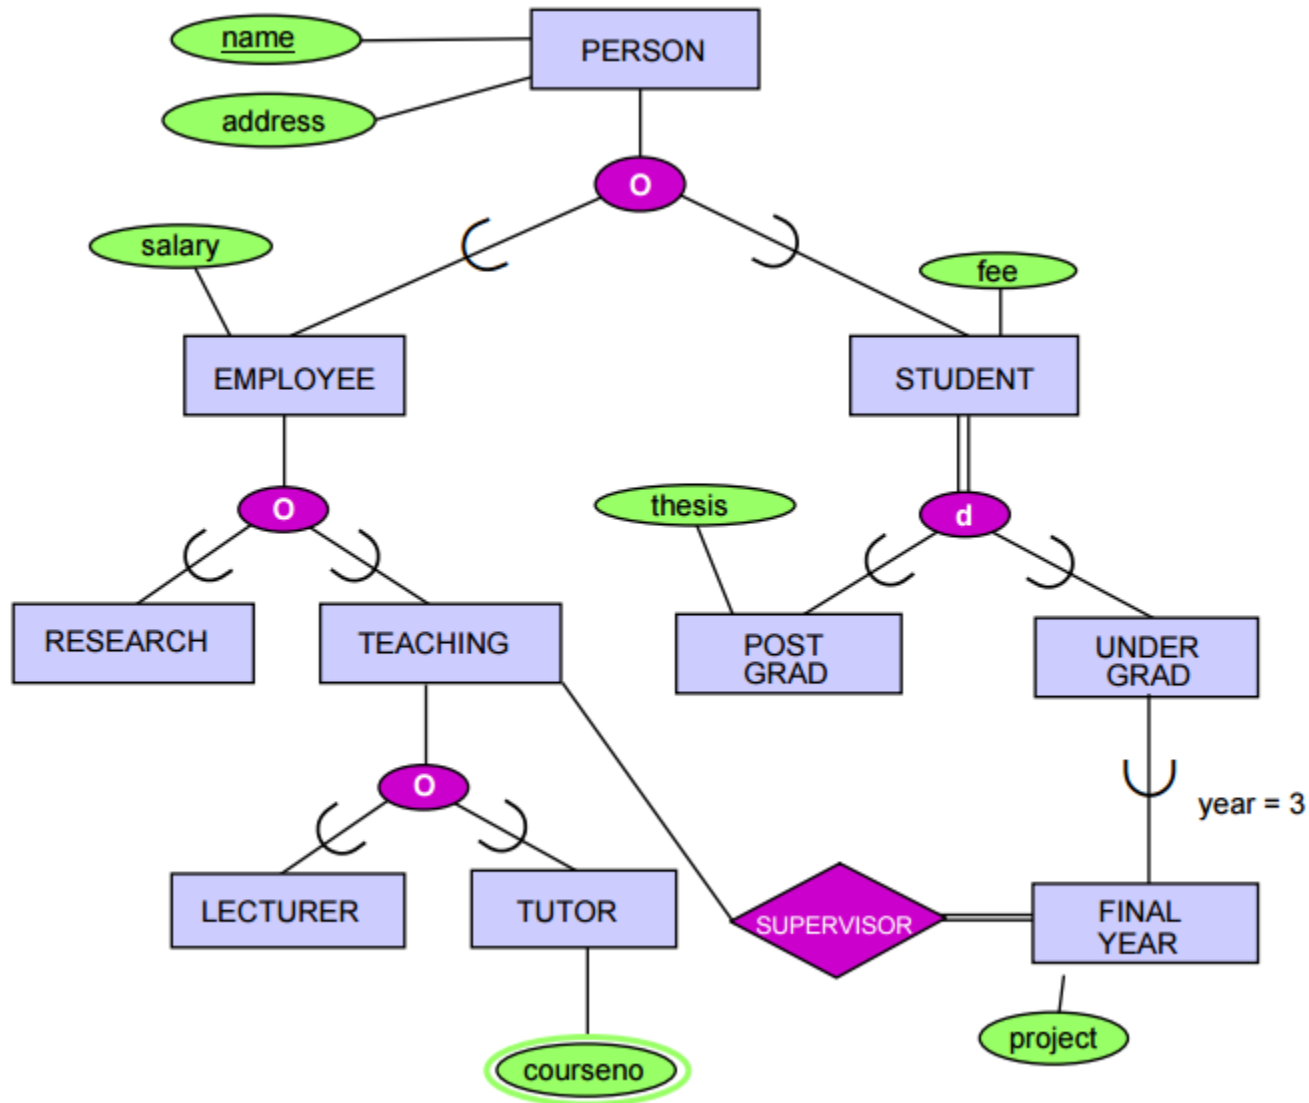 name
PERSON
address
O
salary
fee
EMPLOYEE
STUDENT
O
thesis
d
RESEARCH
TEACHING
POST
GRAD
UNDER
GRAD
O
year = 3
LECTURER
TUTOR
SUPERVISOR
FINAL
YEAR
courseno
project